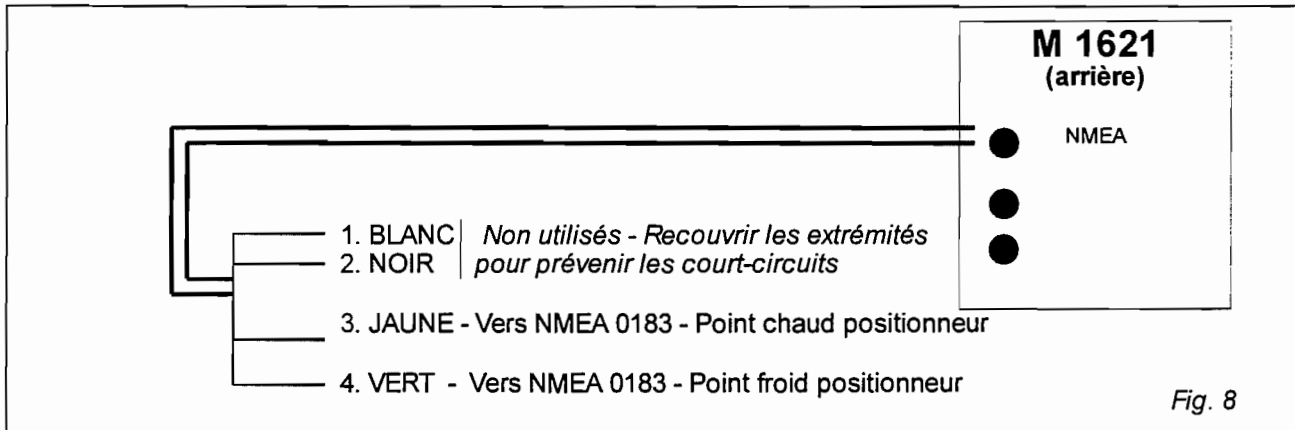 M 1621
(arrière)
NMEA
1. BLANC Non utilisés - Recouvrir les extrémités
2. NOIR pour prévenir les court-circuits
3. JAUNE - Vers NMEA 0183 - Point chaud positionneur
4. VERT - Vers NMEA 0183 - Point froid positionneur
Fig. 8